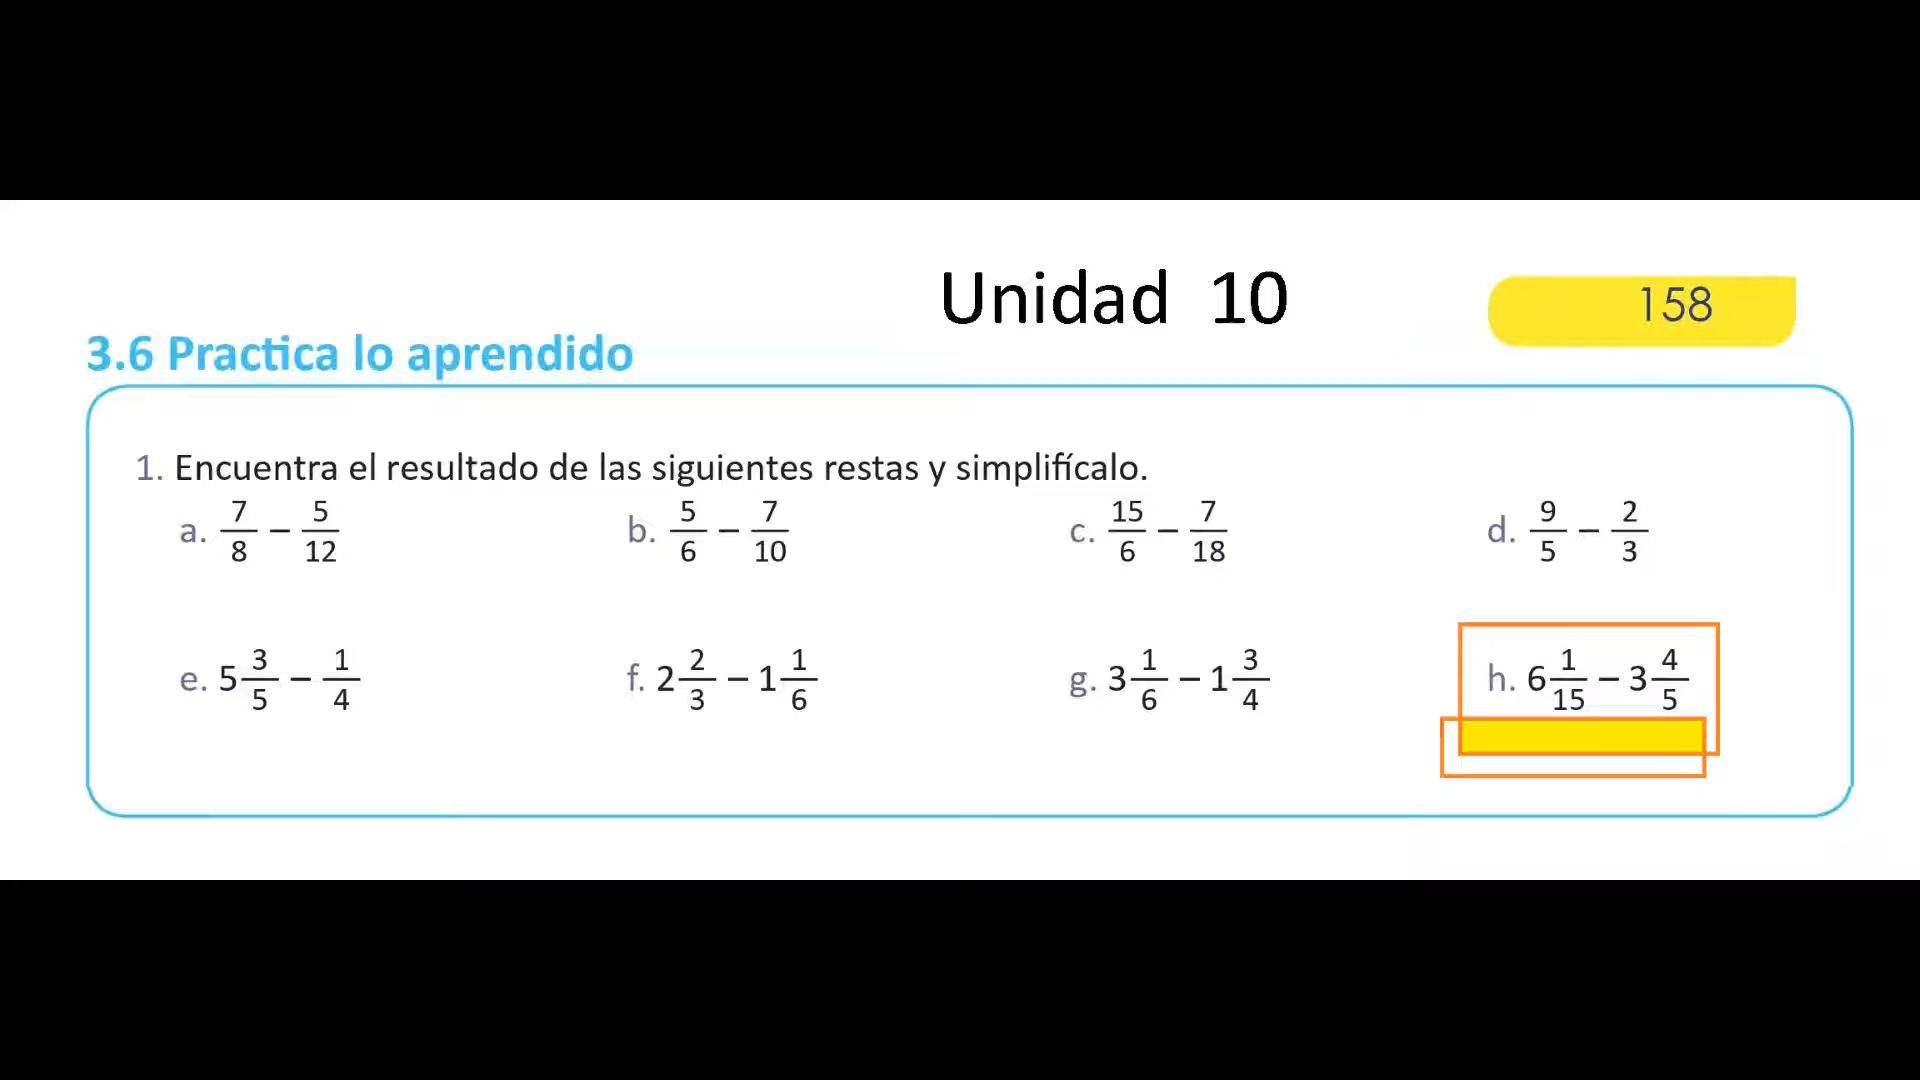 Unidad 10
158
3.6 Practica lo aprendido
1. Encuentra el resultado de las siguientes restas y simplifícalo.
a. 7/8 − 5/12 b. 5/6 − 7/10 c. 15/6 − 7/18 d. 9/5 − 2/3
e. 5 3/5 − 1/4 f. 2 2/3 − 1 1/6 g. 3 1/6 − 1 3/4 h. 6 1/15 − 3 4/5